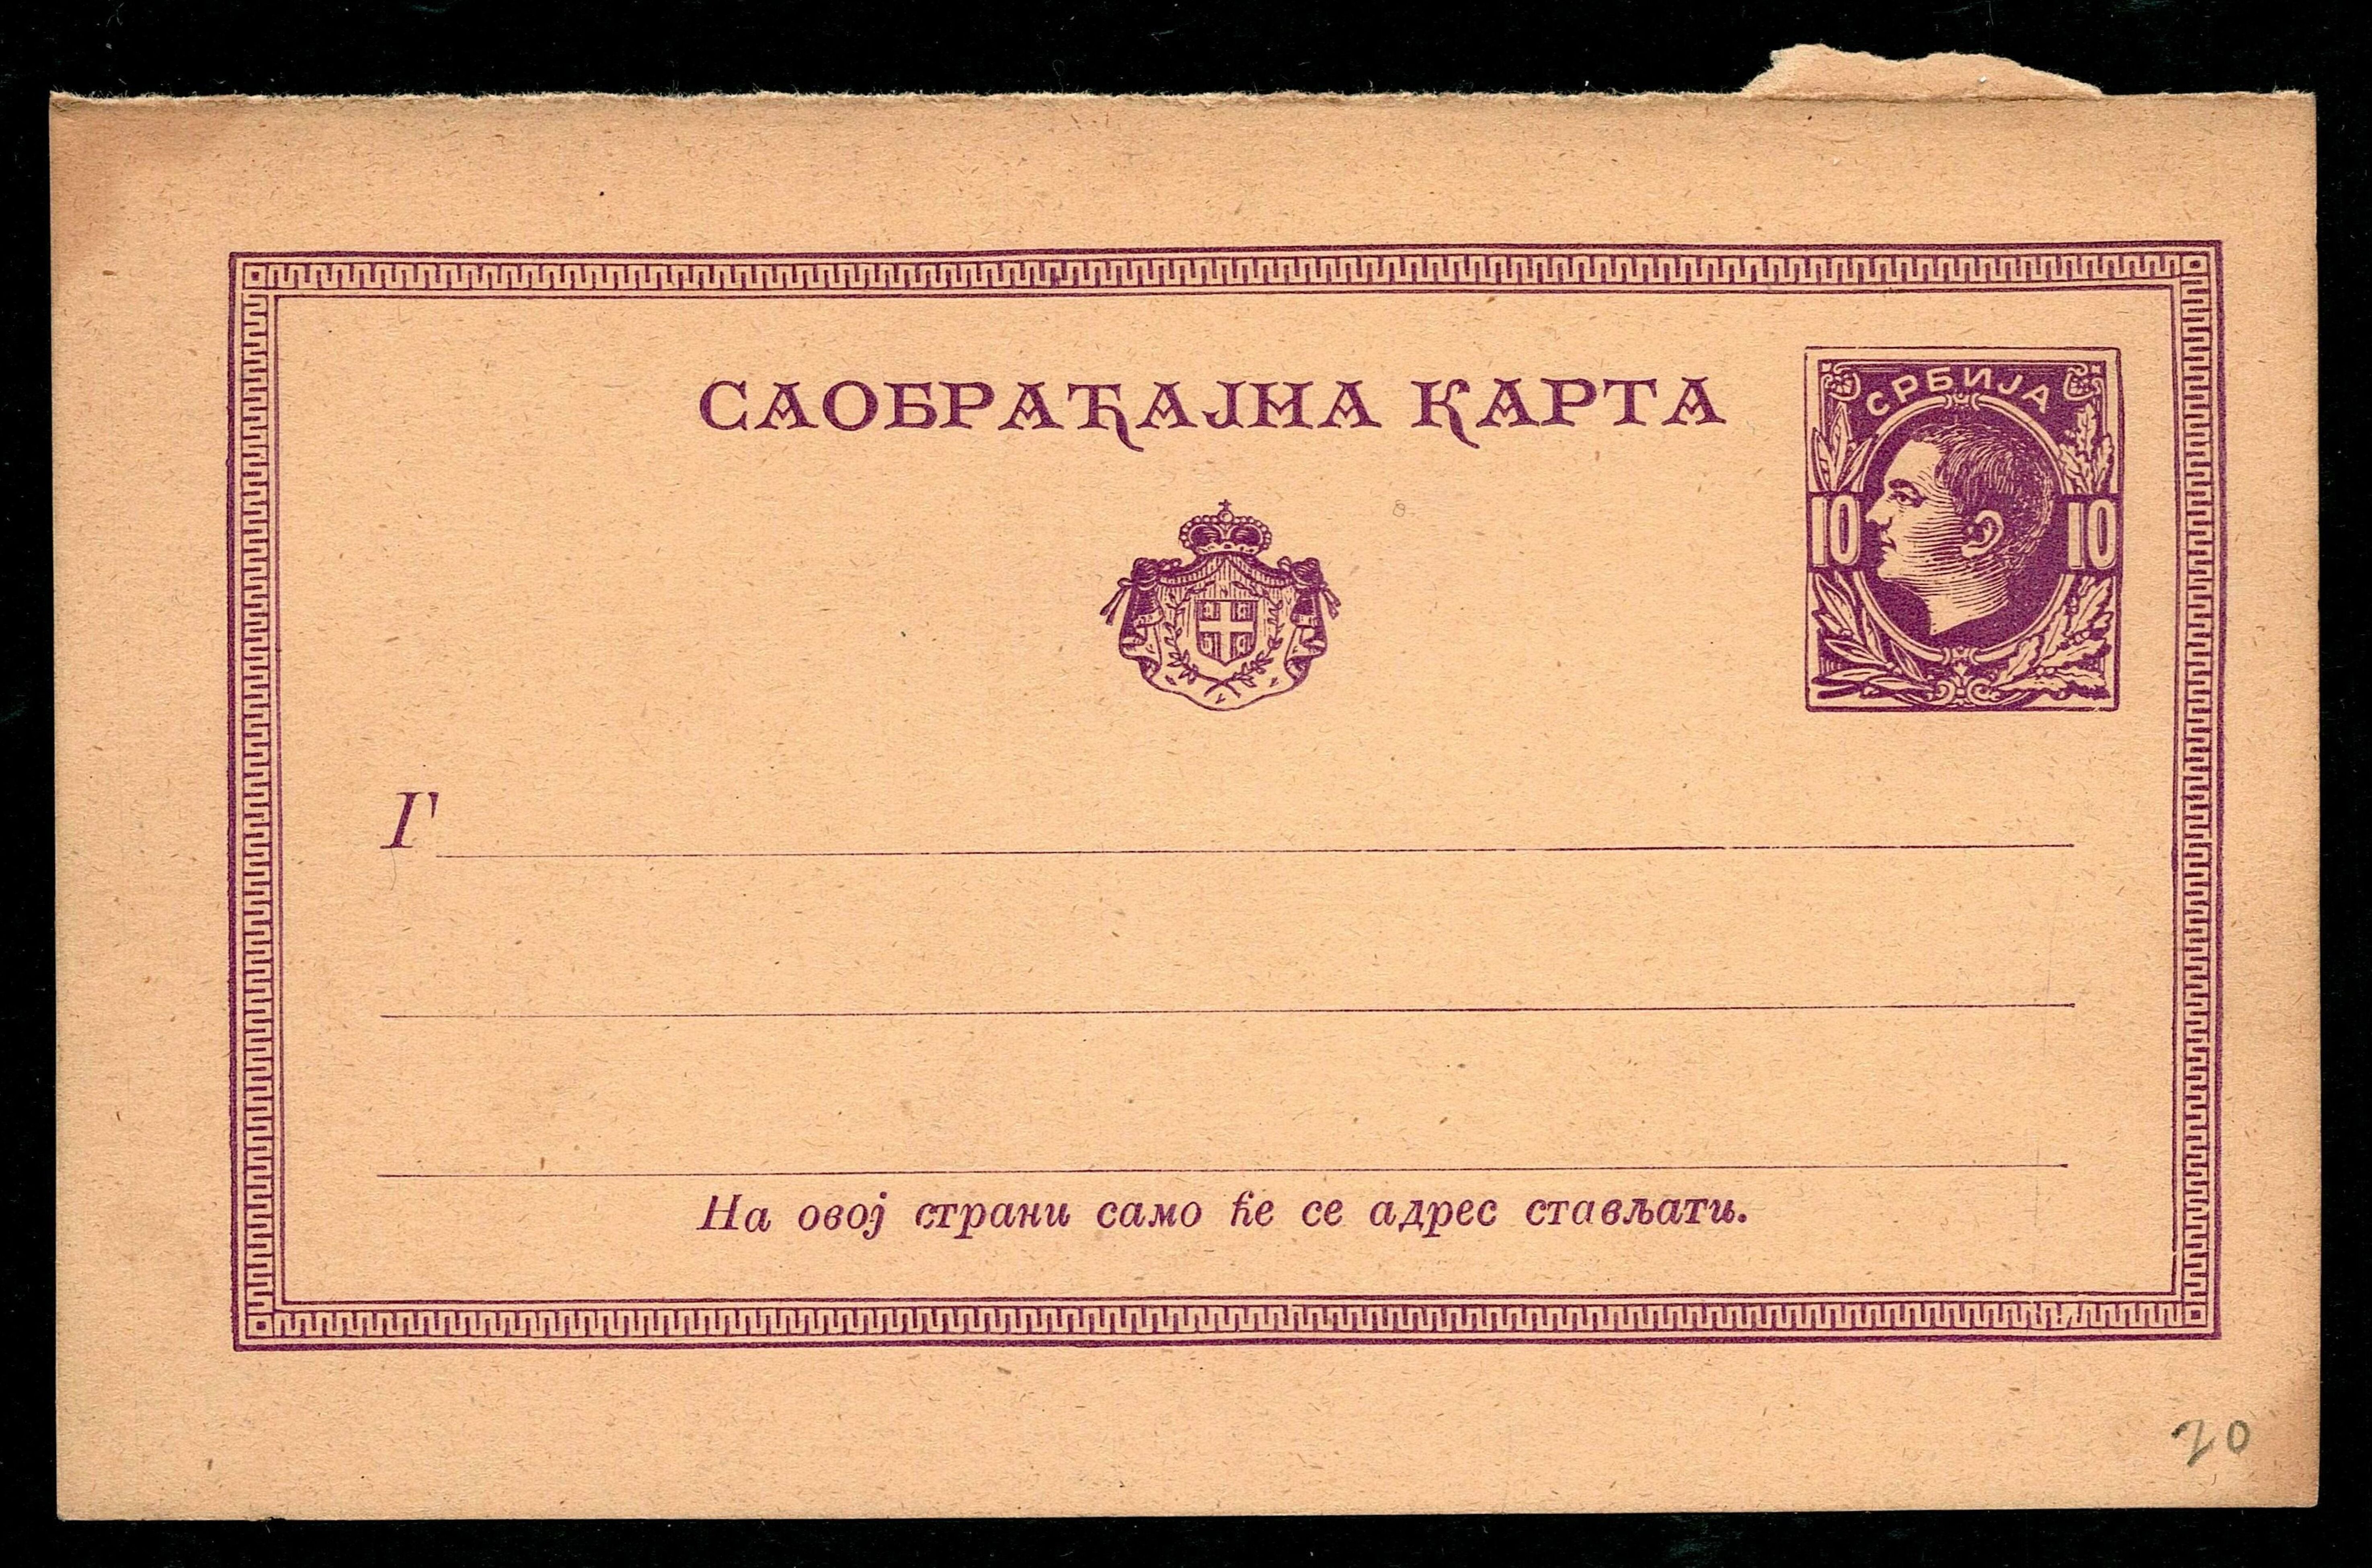 САОБРАЋАЈНА КАРТА
СРБИЈА
10 10
Г
На овој страни само ће се адрес стављати.
20